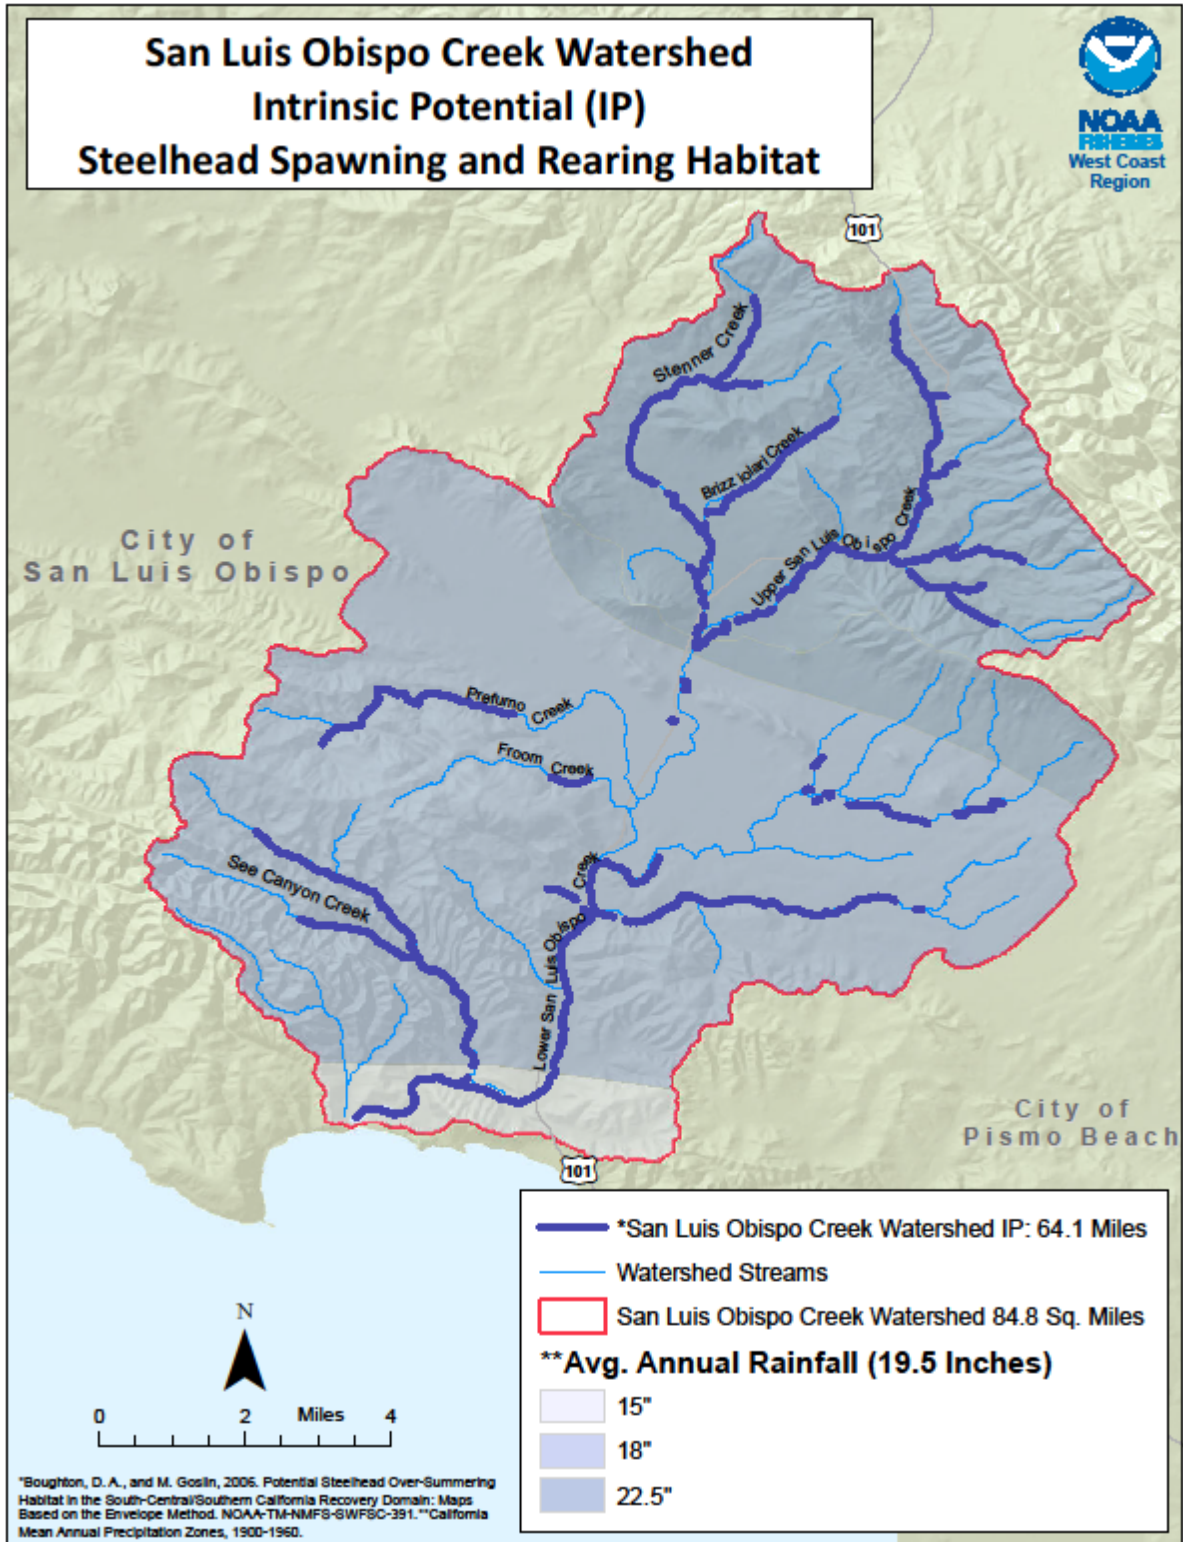 San Luis Obispo Creek Watershed
Intrinsic Potential (IP)
Steelhead Spawning and Rearing Habitat
NOAA
FISHERIES
West Coast
Region
101
Stenner Creek
Brizziolari Creek
Upper San Luis Obispo Creek
City of
San Luis Obispo
Prefumo Creek
Froom Creek
See Canyon Creek
Lower San Luis Obispo Creek
City of
Pismo Beach
101
*San Luis Obispo Creek Watershed IP: 64.1 Miles
Watershed Streams
San Luis Obispo Creek Watershed 84.8 Sq. Miles
**Avg. Annual Rainfall (19.5 Inches)
15"
18"
22.5"
N
0 2 Miles 4
*Boughton, D. A., and M. Goslin, 2006. Potential Steelhead Over-Summering
Habitat in the South-Central/Southern California Recovery Domain: Maps
Based on the Envelope Method. NOAA-TM-NMFS-SWFSC-391. **California
Mean Annual Precipitation Zones, 1900-1960.